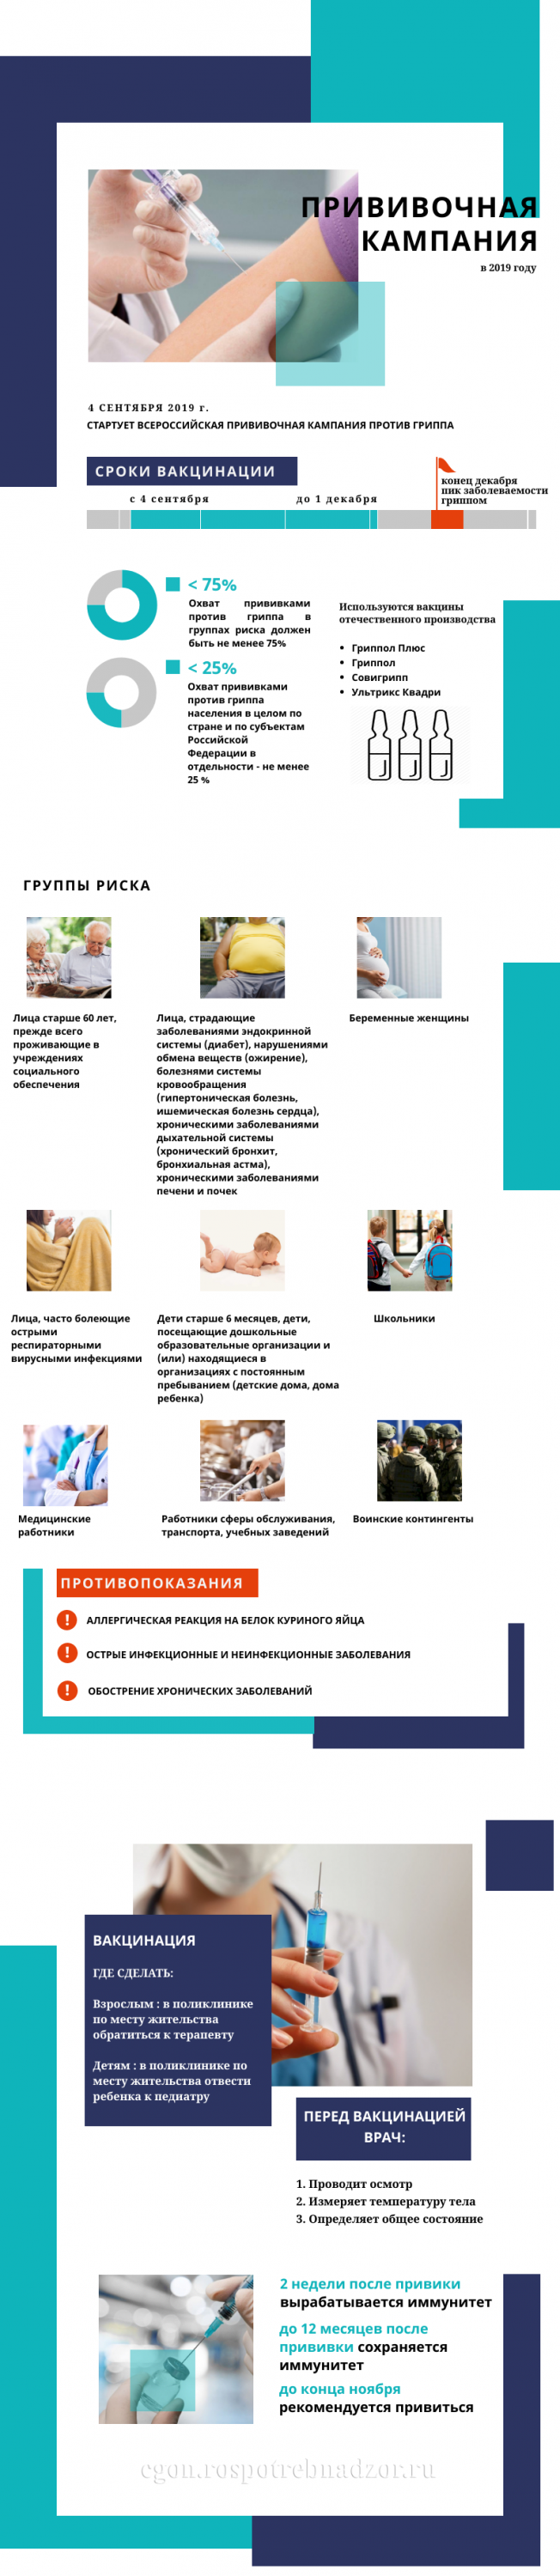 ПРИВИВОЧНАЯ
КАМПАНИЯ
в 2019 году
4 СЕНТЯБРЯ 2019 г.
СТАРТУЕТ ВСЕРОССИЙСКАЯ ПРИВИВОЧНАЯ КАМПАНИЯ ПРОТИВ ГРИППА
СРОКИ ВАКЦИНАЦИИ
с 4 сентября
до 1 декабря
конец декабря
пик заболеваемости
гриппом
< 75%
Охват прививками
против гриппа в
группах риска должен
быть не менее 75%
< 25%
Охват прививками
против гриппа
населения в целом по
стране и по субъектам
Российской
Федерации в
отдельности - не менее
25 %
Используются вакцины
отечественного производства
• Гриппол Плюс
• Гриппол
• Совигрипп
• Ультрикс Квадри
ГРУППЫ РИСКА
Лица старше 60 лет,
прежде всего
проживающие в
учреждениях
социального
обеспечения
Лица, страдающие
заболеваниями эндокринной
системы (диабет), нарушениями
обмена веществ (ожирение),
болезнями системы
кровообращения
(гипертоническая болезнь,
ишемическая болезнь сердца),
хроническими заболеваниями
дыхательной системы
(хронический бронхит,
бронхиальная астма),
хроническими заболеваниями
печени и почек
Беременные женщины
Лица, часто болеющие
острыми
респираторными
вирусными инфекциями
Дети старше 6 месяцев, дети,
посещающие дошкольные
образовательные организации и
(или) находящиеся в
организациях с постоянным
пребыванием (детские дома, дома
ребенка)
Школьники
Медицинские
работники
Работники сферы обслуживания,
транспорта, учебных заведений
Воинские контингенты
ПРОТИВОПОКАЗАНИЯ
! АЛЛЕРГИЧЕСКАЯ РЕАКЦИЯ НА БЕЛОК КУРИНОГО ЯЙЦА
! ОСТРЫЕ ИНФЕКЦИОННЫЕ И НЕИНФЕКЦИОННЫЕ ЗАБОЛЕВАНИЯ
! ОБОСТРЕНИЕ ХРОНИЧЕСКИХ ЗАБОЛЕВАНИЙ
ВАКЦИНАЦИЯ
ГДЕ СДЕЛАТЬ:
Взрослым : в поликлинике
по месту жительства
обратиться к терапевту
Детям : в поликлинике по
месту жительства отвести
ребенка к педиатру
ПЕРЕД ВАКЦИНАЦИЕЙ
ВРАЧ:
1. Проводит осмотр
2. Измеряет температуру тела
3. Определяет общее состояние
2 недели после привики
вырабатывается иммунитет
до 12 месяцев после
прививки сохраняется
иммунитет
до конца ноября
рекомендуется привиться
cgon.rospotrebnadzor.ru